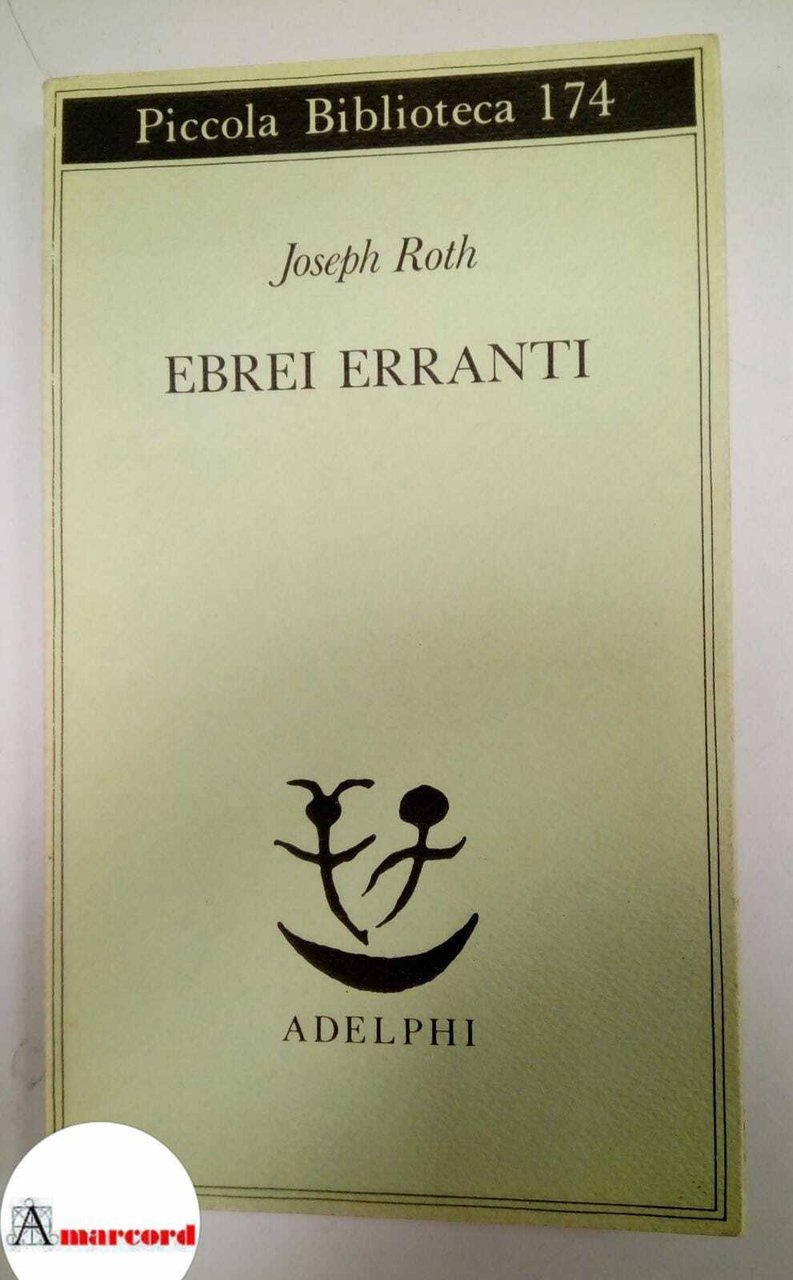 Piccola Biblioteca 174
Joseph Roth
EBREI ERRANTI
ADELPHI
Amarcord